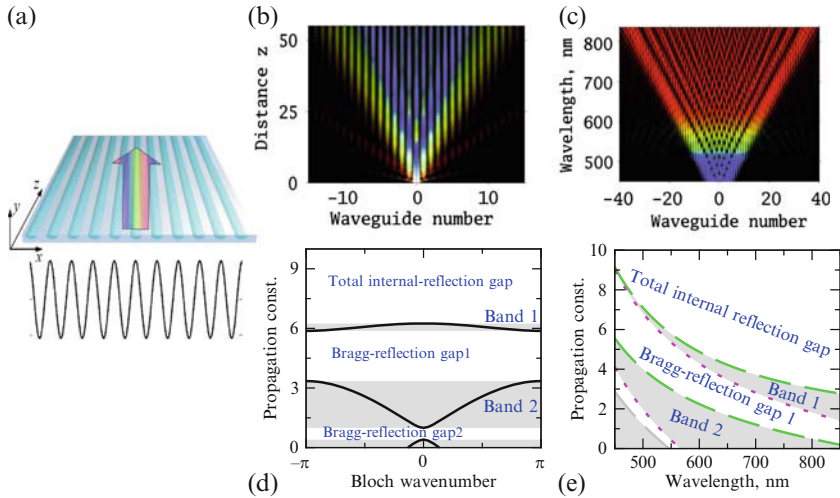 (a)
z
y
x
(b)
Distance z
50
25
0
-10
0
10
Waveguide number
(c)
Wavelength, nm
800
700
600
500
-40
-20
0
20
40
Waveguide number
Propagation const.
9
6
3
0
Total internal-reflection gap
Band 1
Bragg-reflection gap1
Band 2
Bragg-reflection gap2
−π
0
π
(d)
Bloch wavenumber
Propagation const.
10
8
6
4
2
0
Total internal reflection gap
Bragg-reflection gap 1
Band 1
Band 2
500
600
700
800
(e)
Wavelength, nm